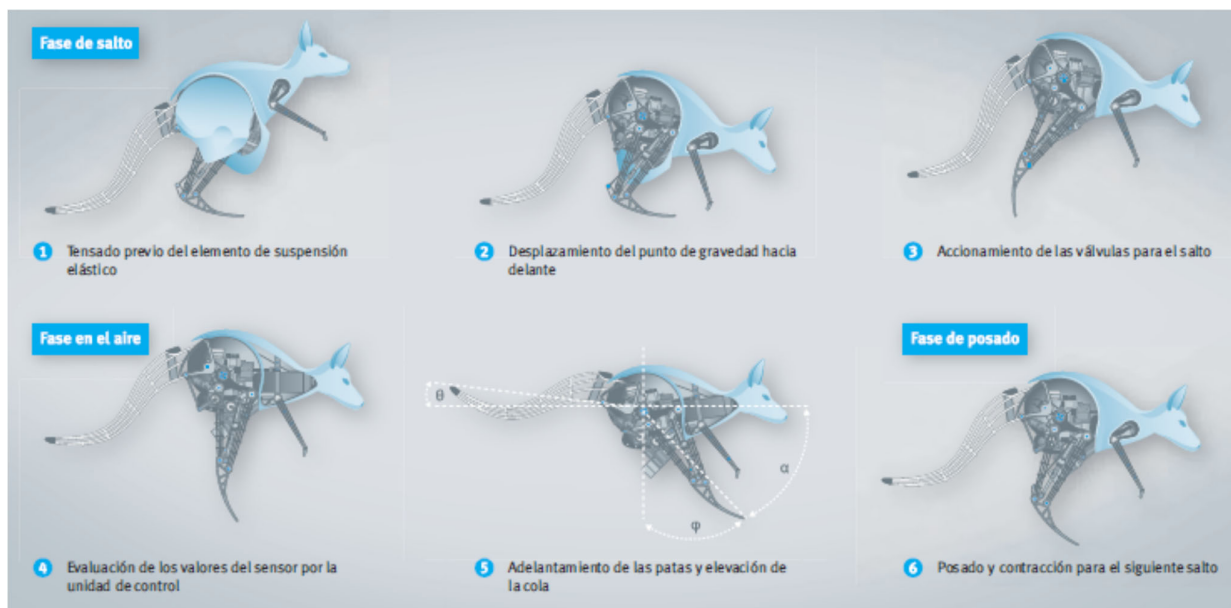 Fase de salto
1 Tensado previo del elemento de suspensión
elástico
2 Desplazamiento del punto de gravedad hacia
delante
3 Accionamiento de las válvulas para el salto
Fase en el aire
Fase de posado
θ
α
φ
4 Evaluación de los valores del sensor por la
unidad de control
5 Adelantamiento de las patas y elevación de
la cola
6 Posado y contracción para el siguiente salto